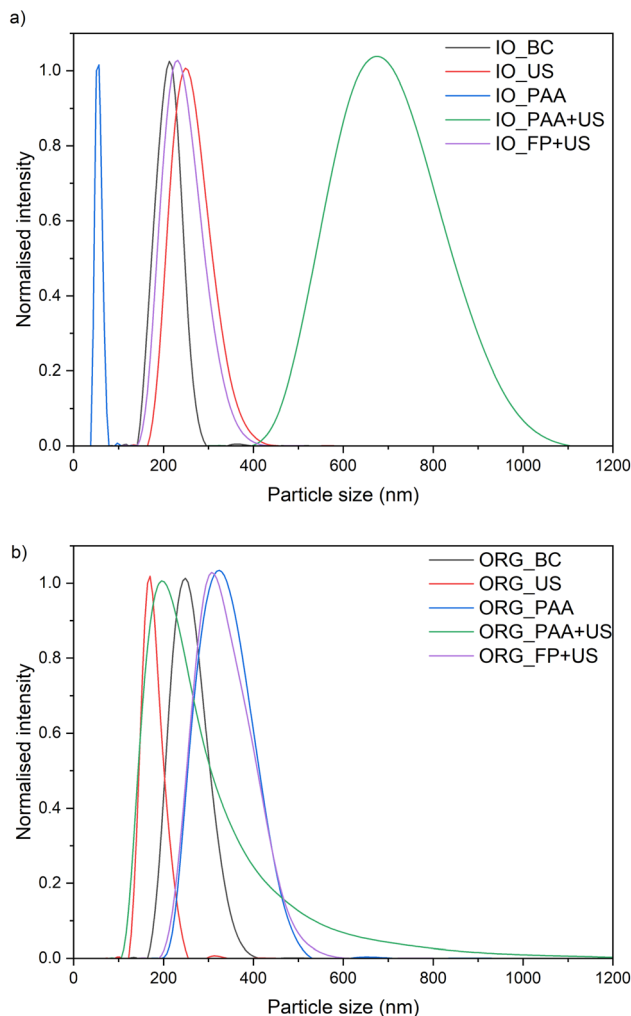 a)
IO_BC
IO_US
IO_PAA
IO_PAA+US
IO_FP+US
Normalised intensity
1.0
0.8
0.6
0.4
0.2
0.0
0 200 400 600 800 1000 1200
Particle size (nm)
b)
ORG_BC
ORG_US
ORG_PAA
ORG_PAA+US
ORG_FP+US
Normalised intensity
1.0
0.8
0.6
0.4
0.2
0.0
0 200 400 600 800 1000 1200
Particle size (nm)